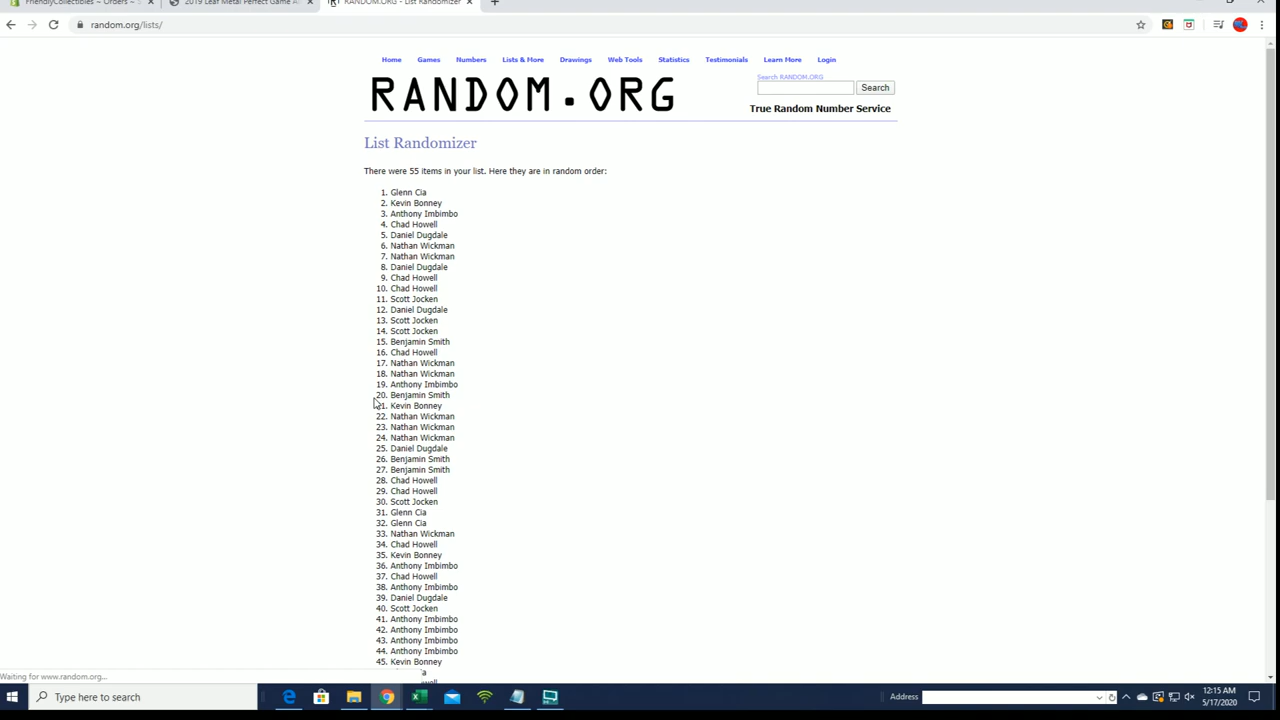 FriendlyCollectibles ~ Orders ~ S
2019 Leaf Metal Perfect Game Al
RANDOM.ORG - List Randomizer
random.org/lists/
Home Games Numbers Lists & More Drawings Web Tools Statistics Testimonials Learn More Login
RANDOM.ORG
Search RANDOM.ORG
Search
True Random Number Service
List Randomizer
There were 55 items in your list. Here they are in random order:
1. Glenn Cia
2. Kevin Bonney
3. Anthony Imbimbo
4. Chad Howell
5. Daniel Dugdale
6. Nathan Wickman
7. Nathan Wickman
8. Daniel Dugdale
9. Chad Howell
10. Chad Howell
11. Scott Jocken
12. Daniel Dugdale
13. Scott Jocken
14. Scott Jocken
15. Benjamin Smith
16. Chad Howell
17. Nathan Wickman
18. Nathan Wickman
19. Anthony Imbimbo
20. Benjamin Smith
21. Kevin Bonney
22. Nathan Wickman
23. Nathan Wickman
24. Nathan Wickman
25. Daniel Dugdale
26. Benjamin Smith
27. Benjamin Smith
28. Chad Howell
29. Chad Howell
30. Scott Jocken
31. Glenn Cia
32. Glenn Cia
33. Nathan Wickman
34. Chad Howell
35. Kevin Bonney
36. Anthony Imbimbo
37. Chad Howell
38. Anthony Imbimbo
39. Daniel Dugdale
40. Scott Jocken
41. Anthony Imbimbo
42. Anthony Imbimbo
43. Anthony Imbimbo
44. Anthony Imbimbo
45. Kevin Bonney
Waiting for www.random.org...
Type here to search
Address
12:15 AM
5/17/2020